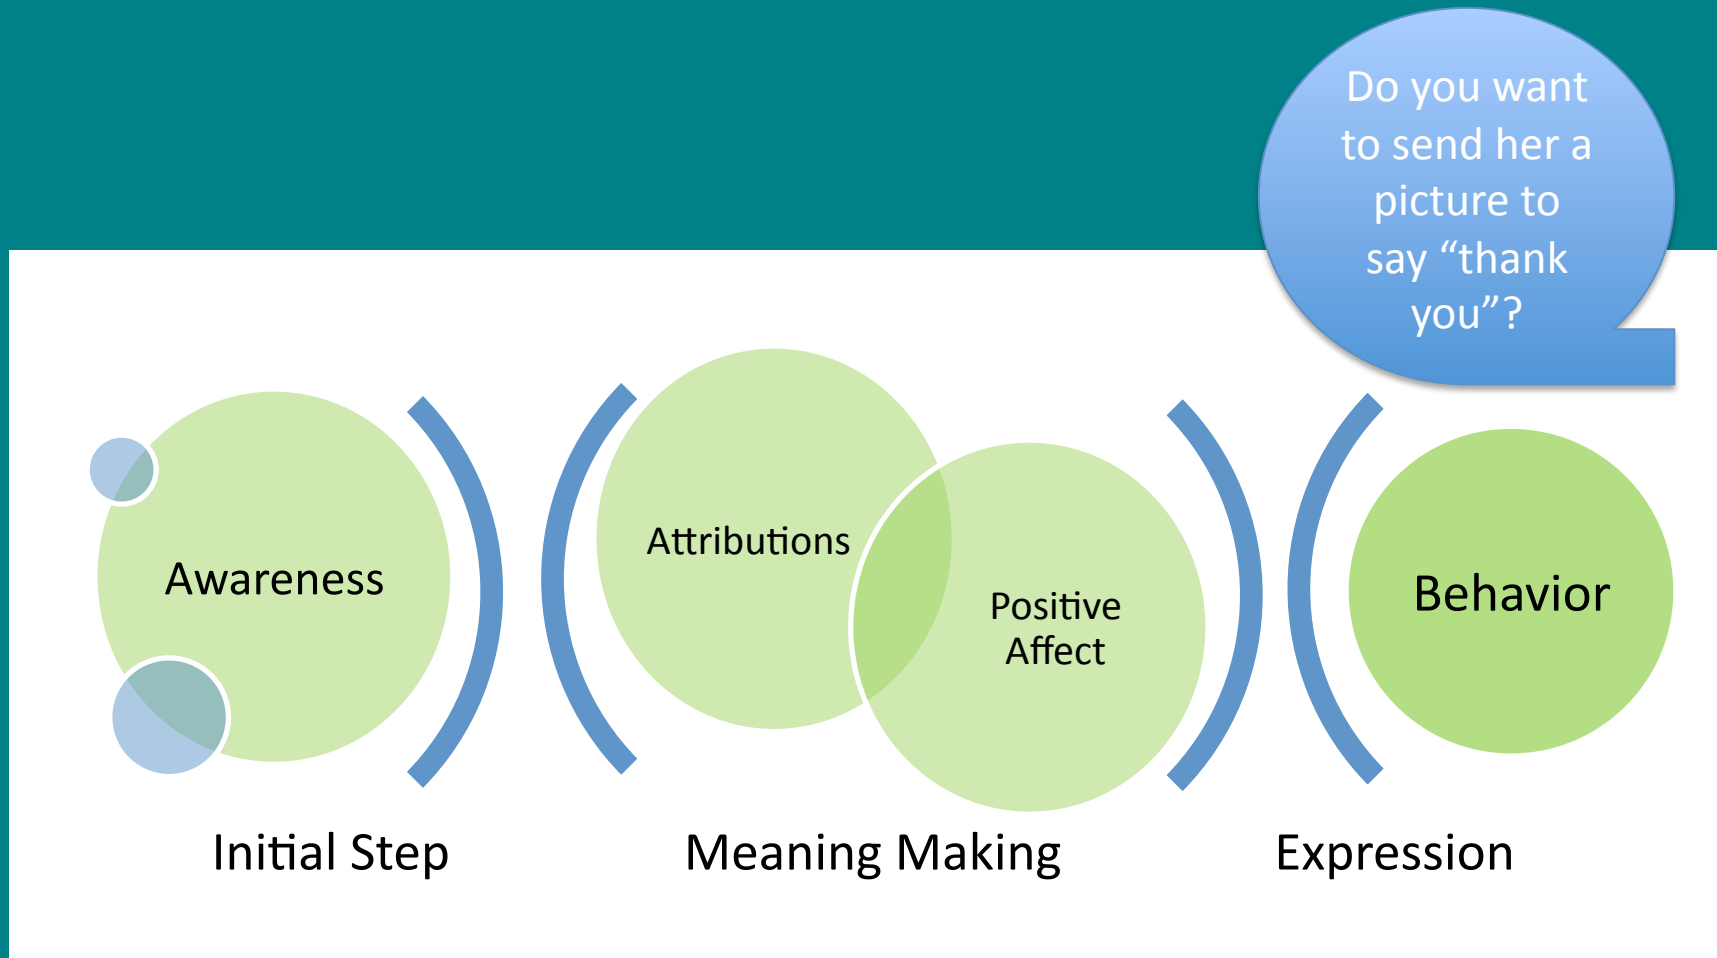 Do you want
to send her a
picture to
say “thank
you”?
Awareness
Attributions
Positive
Affect
Behavior
Initial Step
Meaning Making
Expression